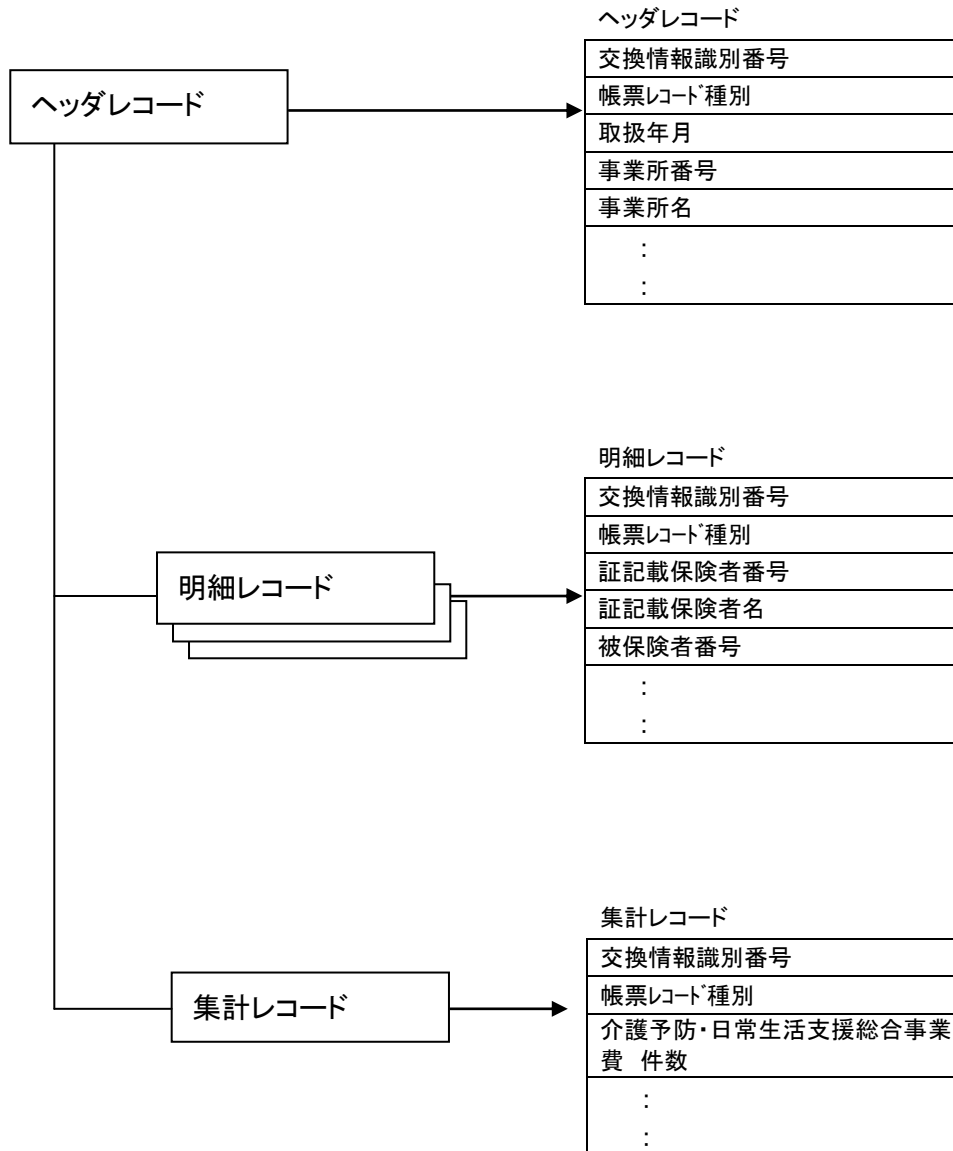 ヘッダレコード
ヘッダレコード
交換情報識別番号
帳票ﾚｺｰﾄﾞ種別
取扱年月
事業所番号
事業所名
:
:
明細レコード
明細レコード
交換情報識別番号
帳票ﾚｺｰﾄﾞ種別
証記載保険者番号
証記載保険者名
被保険者番号
:
:
集計レコード
集計レコード
交換情報識別番号
帳票ﾚｺｰﾄﾞ種別
介護予防・日常生活支援総合事業
費 件数
:
: